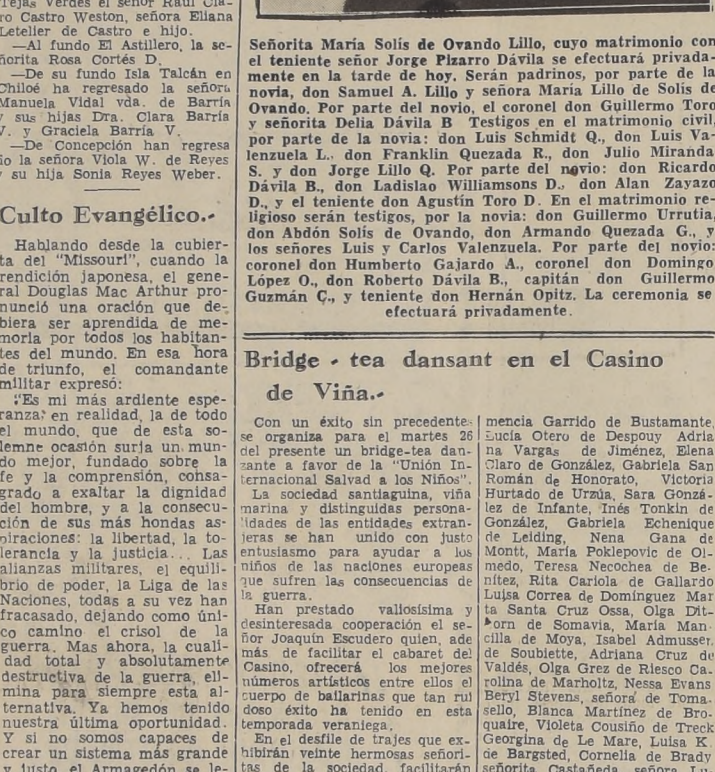 Tejas Verdes el señor Raúl
ro Castro Weston, señora Eliana
Letelier de Castro e hijo.
—Al fundo El Astillero, la se-
ñorita Rosa Cortés D.
—De su fundo Isla Talcán en
Chiloé ha regresado la señora
Manuela Vidal vda. de Barría
y sus hijas Dra. Clara Barría
V. y Graciela Barría V.
—De Concepción han regresa
do la señora Viola W. de Reyes
y su hija Sonia Reyes Weber.
Culto Evangélico.-
Hablando desde la cubier-
ta del "Missouri", cuando la
rendición japonesa, el gene-
ral Douglas Mac Arthur pro-
nunció una oración que de-
biera ser aprendida de me-
moria por todos los habitan-
tes del mundo. En esa hora
de triunfo, el comandante
militar expresó:
"Es mi más ardiente espe-
ranza; en realidad, la de todo
el mundo, que de esta so-
lemne ocasión surja un mun-
do mejor, fundado sobre la
fe y la comprensión, consa-
grado a exaltar la dignidad
del hombre, y a la consecu-
ción de sus más hondas as-
piraciones: la libertad, la to-
lerancia y la justicia... Las
alianzas militares, el equili-
brio de poder, la Liga de las
Naciones, todas a su vez han
fracasado, dejando como úni-
co camino el crisol de la
guerra. Mas ahora, la cuali-
dad total y absolutamente
destructiva de la guerra, eli-
mina para siempre esta al-
ternativa. Ya hemos tenido
nuestra última oportunidad.
Y si no somos capaces de
crear un sistema más grande
y justo, el Armagedón se le-
Señorita María Solís de Ovando Lillo, cuyo matrimonio con
el teniente señor Jorge Pizarro Dávila se efectuará privada-
mente en la tarde de hoy. Serán padrinos, por parte de la
novia, don Samuel A. Lillo y señora María Lillo de Solís de
Ovando. Por parte del novio, el coronel don Guillermo Toro
y señorita Delia Dávila B Testigos en el matrimonio civil,
por parte de la novia: don Luis Schmidt Q., don Luis Va-
lenzuela L., don Franklin Quezada R., don Julio Miranda
S. y don Jorge Lillo Q. Por parte del novio: don Ricardo
Dávila B., don Ladislao Williamsons D., don Alan Zayazo
D., y el teniente don Agustín Toro D. En el matrimonio re-
ligioso serán testigos, por la novia: don Guillermo Urrutia,
don Abdón Solís de Ovando, don Armando Quezada G., y
los señores Luis y Carlos Valenzuela. Por parte del novio:
coronel don Humberto Gajardo A., coronel don Domingo
López O., don Roberto Dávila B., capitán don Guillermo
Guzmán C., y teniente don Hernán Opitz. La ceremonia se
efectuará privadamente.
Bridge - tea dansant en el Casino
de Viña.-
Con un éxito sin precedente
se organiza para el martes 26
del presente un bridge-tea dan-
zante a favor de la "Unión In-
ternacional Salvad a los Niños".
La sociedad santiaguina, viña
marina y distinguidas persona-
lidades de las entidades extran-
jeras se han unido con justo
entusiasmo para ayudar a los
niños de las naciones europeas
que sufren las consecuencias de
la guerra.
Han prestado valiosísima y
desinteresada cooperación el se-
ñor Joaquín Escudero quien, ade
más de facilitar el cabaret del
Casino, ofrecerá los mejores
números artísticos entre ellos el
cuerpo de bailarinas que tan rui
doso éxito ha tenido en esta
temporada veraniega.
En el desfile de trajes que ex-
hibirán veinte hermosas señori-
tas de la sociedad, facilitarán
mencia Garrido de Bustamante,
Lucía Otero de Despouy Adria
na Vargas de Jiménez, Elena
Claro de González, Gabriela San
Román de Honorato, Victoria
Hurtado de Urzúa, Sara Gonzá-
lez de Infante, Inés Tonkin de
González, Gabriela Echenique
de Leiding, Nena Gana de
Montt, María Poklepovic de Ol-
medo, Teresa Necochea de Be-
nítez, Rita Cariola de Gallardo
Luisa Correa de Domínguez Mar
ta Santa Cruz Ossa, Olga Dit-
born de Somavia, María Man-
cilla de Moya, Isabel Admusser,
de Soubiette, Adriana Cruz de
Valdés, Olga Grez de Riesco Ca-
rolina de Marholtz, Nessa Evans
Beryl Stevens, señora de Toma-
sello, Blanca Martínez de Bro-
quaire, Violeta Cousiño de Treck
Georgina de Le Mare, Luisa K.
de Bargsted, Cornelia de Brady
señorita Castañeda, señora